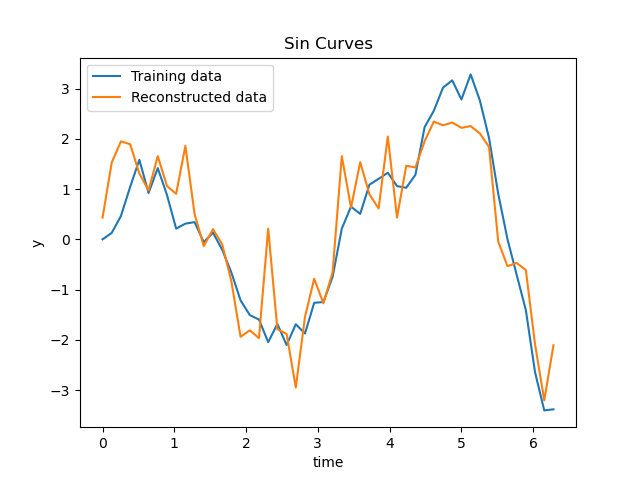 Sin Curves
Training data
Reconstructed data
y
3
2
1
0
−1
−2
−3
0 1 2 3 4 5 6
time